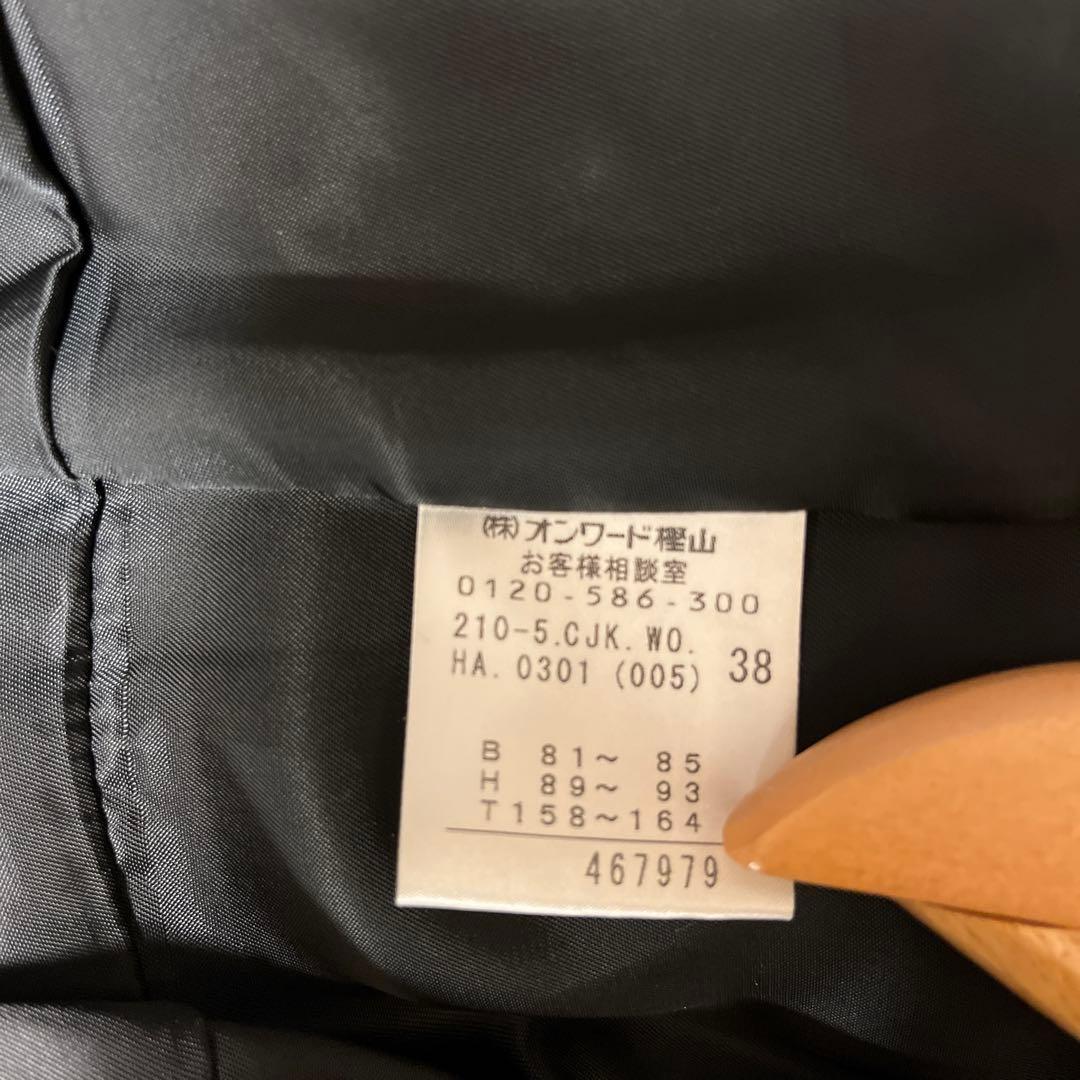 (株)オンワード樫山
お客様相談室
0120-586-300
210-5.CJK.WO.
HA.0301 (005) 38
B 81~ 85
H 89~ 93
T158~164
467979